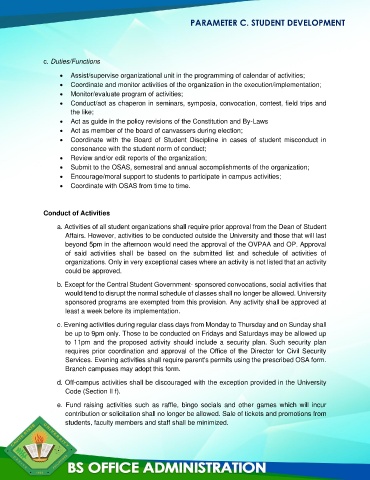 PARAMETER C. STUDENT DEVELOPMENT
c. Duties/Functions
• Assist/supervise organizational unit in the programming of calendar of activities;
• Coordinate and monitor activities of the organization in the execution/implementation;
• Monitor/evaluate program of activities;
• Conduct/act as chaperon in seminars, symposia, convocation, contest, field trips and
the like;
• Act as guide in the policy revisions of the Constitution and By-Laws
• Act as member of the board of canvassers during election;
• Coordinate with the Board of Student Discipline in cases of student misconduct in
consonance with the student norm of conduct;
• Review and/or edit reports of the organization;
• Submit to the OSAS, semestral and annual accomplishments of the organization;
• Encourage/moral support to students to participate in campus activities;
• Coordinate with OSAS from time to time.
Conduct of Activities
a. Activities of all student organizations shall require prior approval from the Dean of Student
Affairs. However, activities to be conducted outside the University and those that will last
beyond 5pm in the afternoon would need the approval of the OVPAA and OP. Approval
of said activities shall be based on the submitted list and schedule of activities of
organizations. Only in very exceptional cases where an activity is not listed that an activity
could be approved.
b. Except for the Central Student Government- sponsored convocations, social activities that
would tend to disrupt the normal schedule of classes shall no longer be allowed. University
sponsored programs are exempted from this provision. Any activity shall be approved at
least a week before its implementation.
c. Evening activities during regular class days from Monday to Thursday and on Sunday shall
be up to 9pm only. Those to be conducted on Fridays and Saturdays may be allowed up
to 11pm and the proposed activity should include a security plan. Such security plan
requires prior coordination and approval of the Office of the Director for Civil Security
Services. Evening activities shall require parent's permits using the prescribed OSA form.
Branch campuses may adopt this form.
d. Off-campus activities shall be discouraged with the exception provided in the University
Code (Section II f).
e. Fund raising activities such as raffle, bingo socials and other games which will incur
contribution or solicitation shall no longer be allowed. Sale of tickets and promotions from
students, faculty members and staff shall be minimized.
BS OFFICE ADMINISTRATION